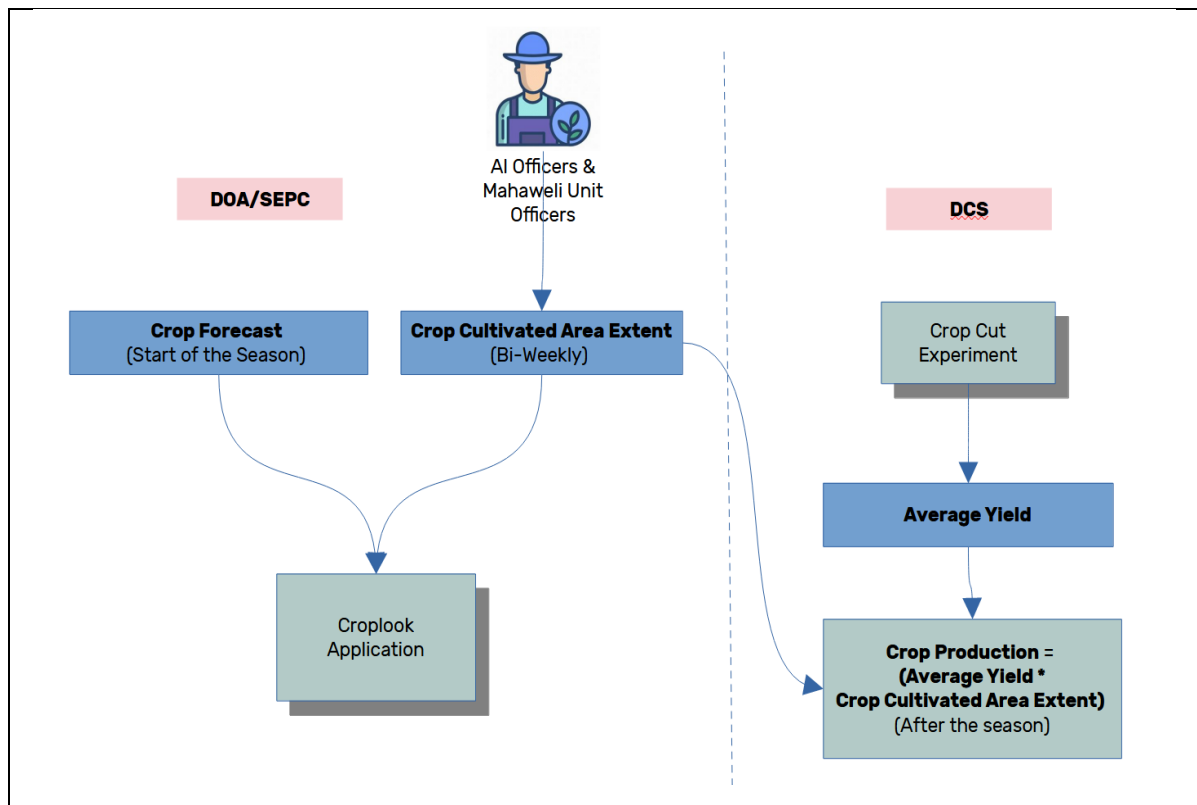 AI Officers &
Mahaweli Unit
Officers
DOA/SEPC
DCS
Crop Forecast
(Start of the Season)
Crop Cultivated Area Extent
(Bi-Weekly)
Crop Cut
Experiment
Average Yield
Croplook
Application
Crop Production =
(Average Yield *
Crop Cultivated Area Extent)
(After the season)